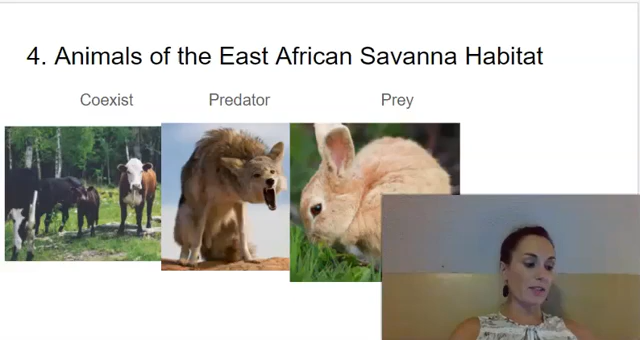 4. Animals of the East African Savanna Habitat
Coexist Predator Prey